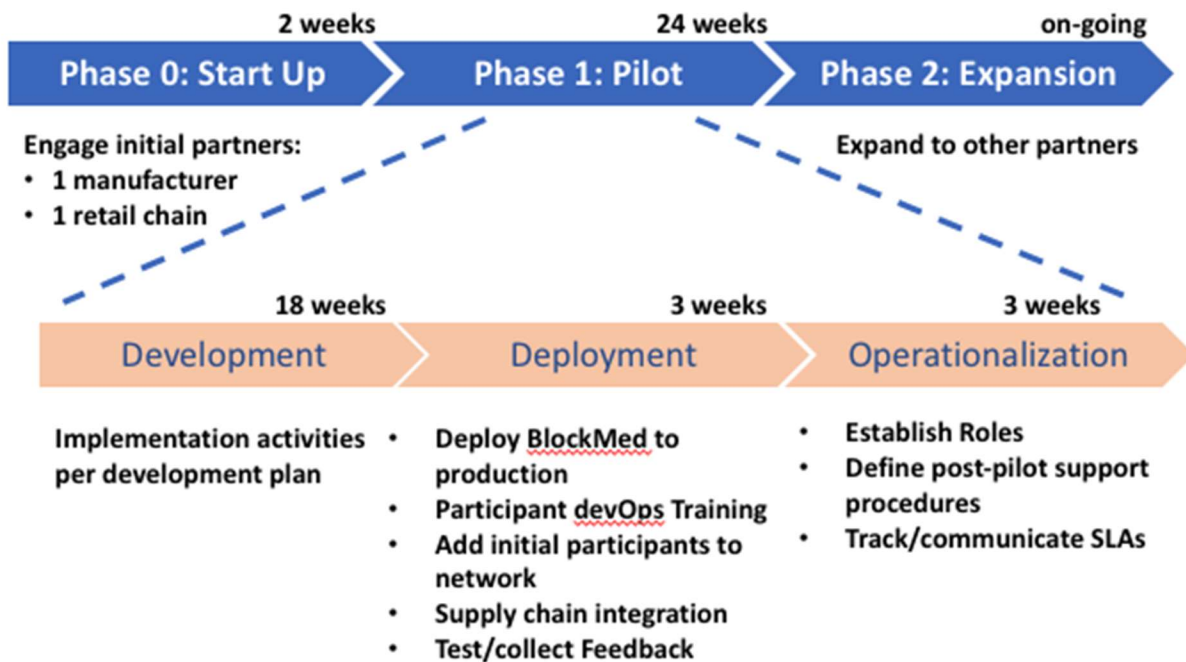 2 weeks
24 weeks
on-going
Phase 0: Start Up
Phase 1: Pilot
Phase 2: Expansion
Engage initial partners:
• 1 manufacturer
• 1 retail chain
Expand to other partners
18 weeks
3 weeks
3 weeks
Development
Deployment
Operationalization
Implementation activities
per development plan
• Deploy BlockMed to
production
• Participant devOps Training
• Add initial participants to
network
• Supply chain integration
• Test/collect Feedback
• Establish Roles
• Define post-pilot support
procedures
• Track/communicate SLAs